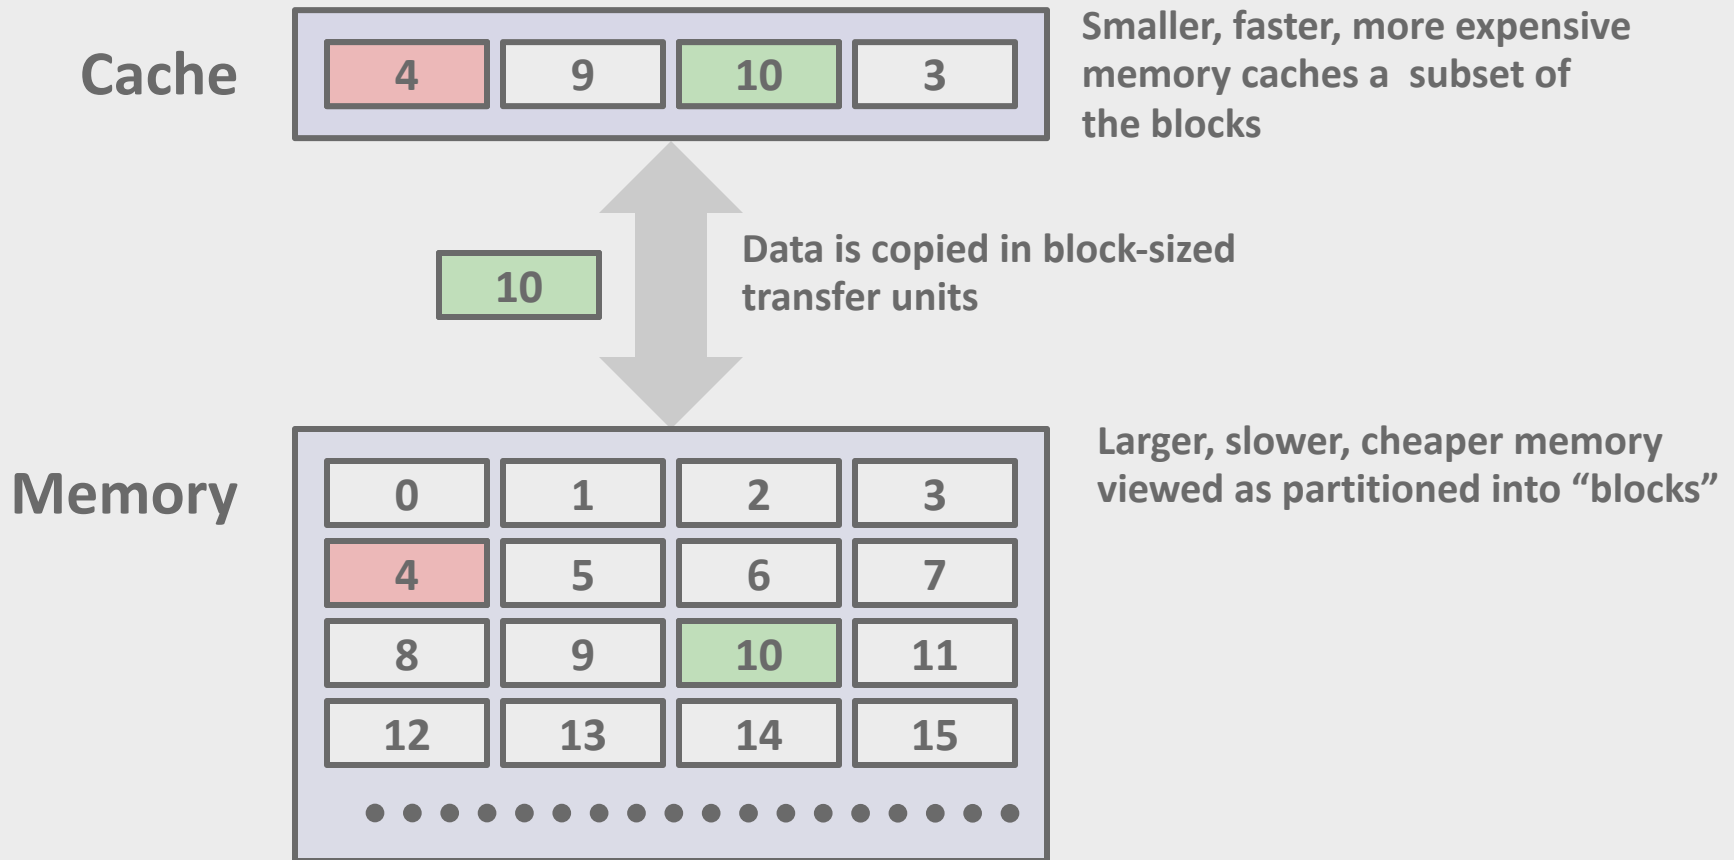 Cache
4 9 10 3
Smaller, faster, more expensive
memory caches a  subset of
the blocks
10
Data is copied in block-sized
transfer units
Memory
0 1 2 3
4 5 6 7
8 9 10 11
12 13 14 15
Larger, slower, cheaper memory
viewed as partitioned into “blocks”